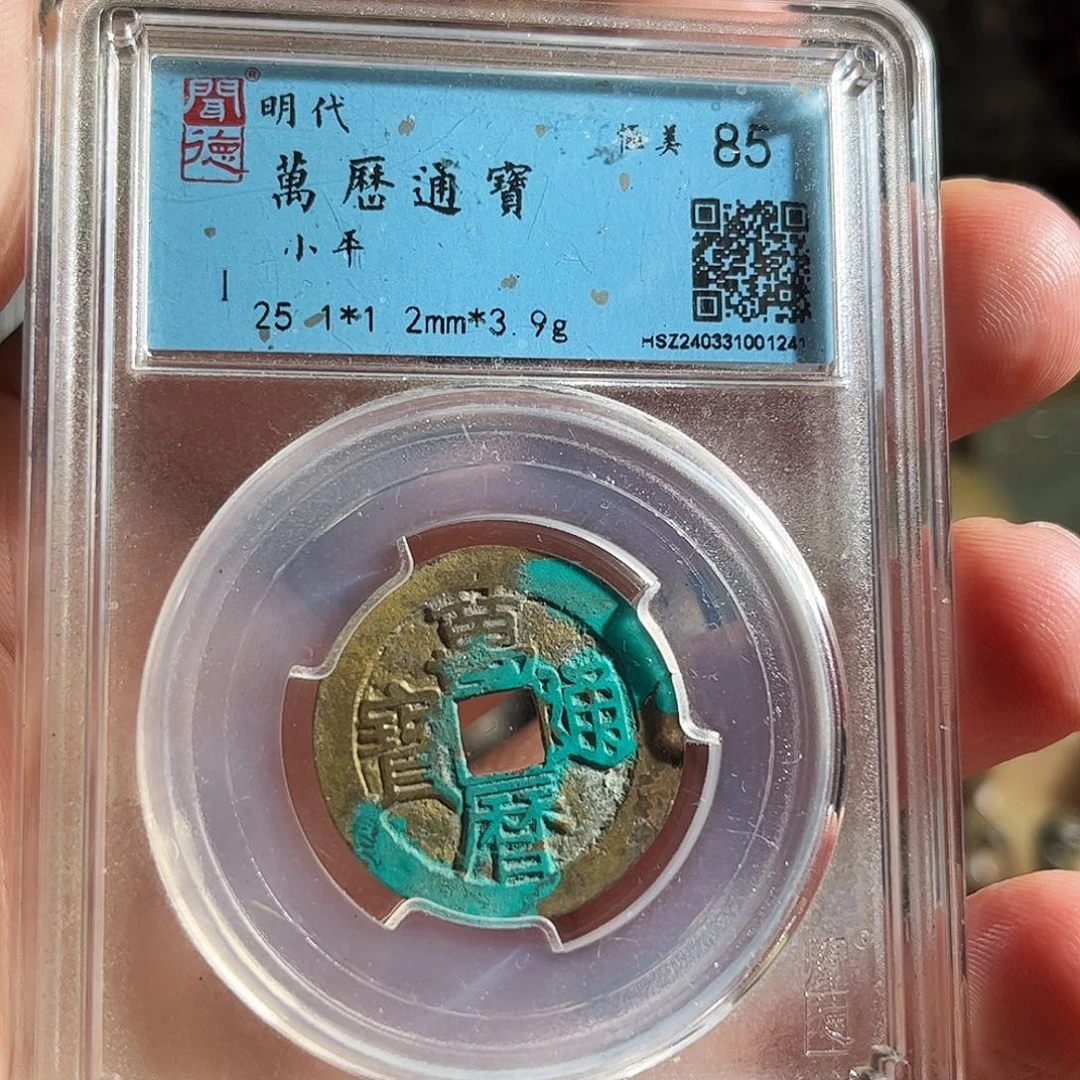 聞德®
明代
極美 85
萬曆通寶
小平
25.1*1.2mm*3.9g
HSZ240331001241
萬曆通寶